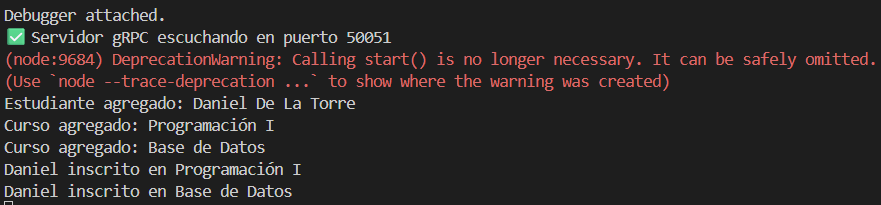 Debugger attached.
✅ Servidor gRPC escuchando en puerto 50051
(node:9684) DeprecationWarning: Calling start() is no longer necessary. It can be safely omitted.
(Use `node --trace-deprecation ...` to show where the warning was created)
Estudiante agregado: Daniel De La Torre
Curso agregado: Programación I
Curso agregado: Base de Datos
Daniel inscrito en Programación I
Daniel inscrito en Base de Datos